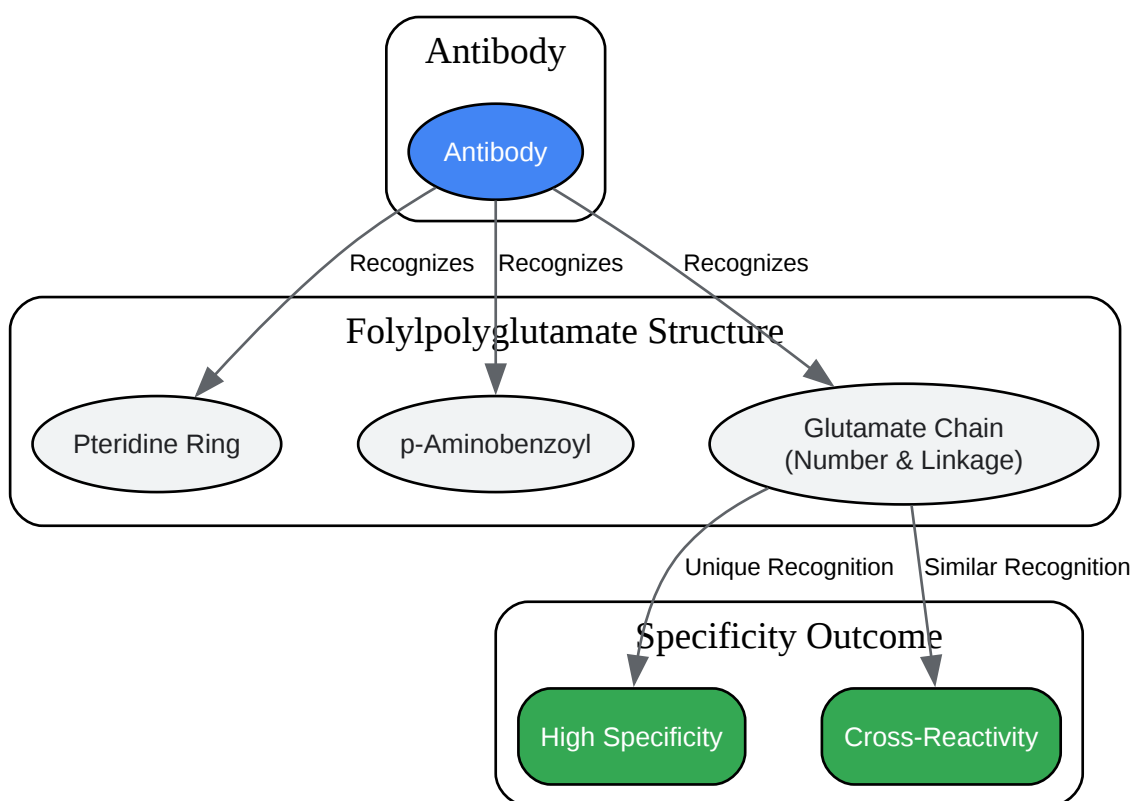 Antibody
Antibody
Recognizes
Recognizes
Recognizes
Folylpolyglutamate Structure
Pteridine Ring
p-Aminobenzoyl
Glutamate Chain
(Number & Linkage)
Unique Recognition
Similar Recognition
Specificity Outcome
High Specificity
Cross-Reactivity